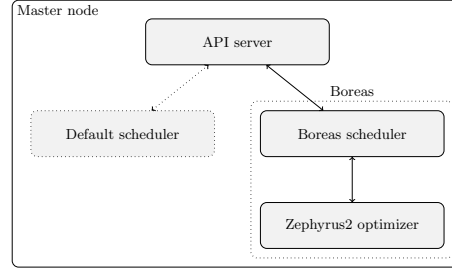 Master node
API server
Boreas
Default scheduler
Boreas scheduler
Zephyrus2 optimizer